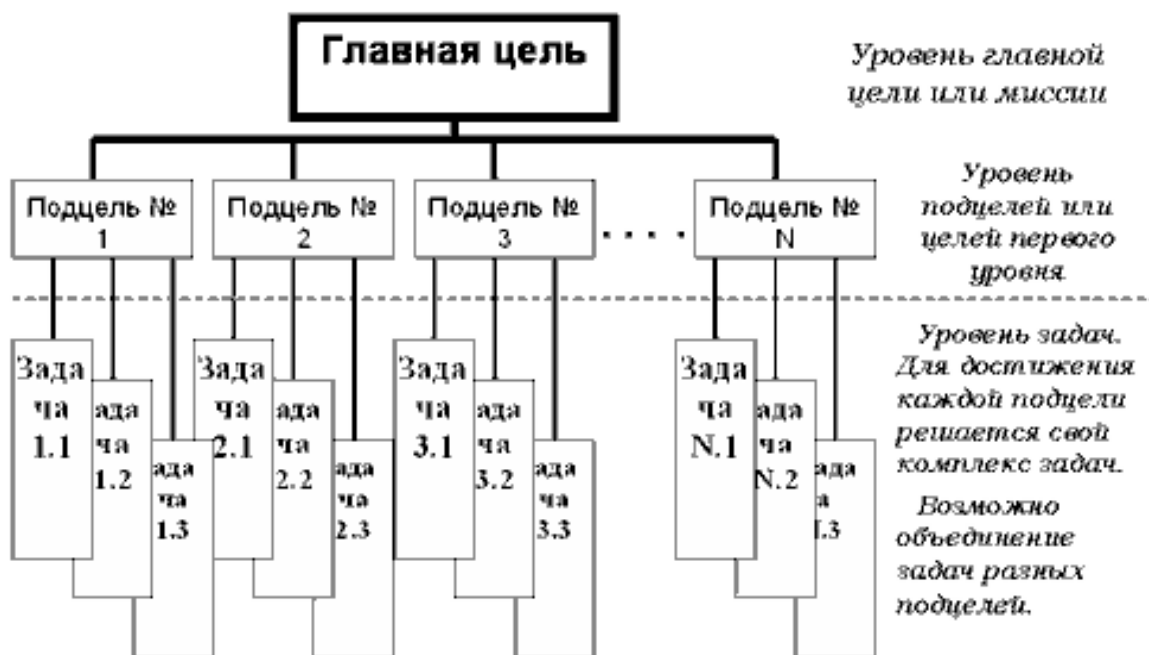 Главная цель
Уровень главной
цели или миссии
Подцель №
1
Подцель №
2
Подцель №
3
. . . .
Подцель №
N
Уровень
подцелей или
целей первого
уровня
Зада
ча
1.1
ада
ча
1.2
ада
ча
1.3
Зада
ча
2.1
ада
ча
2.2
ада
ча
2.3
Зада
ча
3.1
ада
ча
3.2
ада
ча
3.3
Зада
ча
N.1
ада
ча
N.2
ада
Уровень задач.
Для достижения
каждой подцели
решается свой
комплекс задач.
Возможно
объединение
задач разных
подцелей.